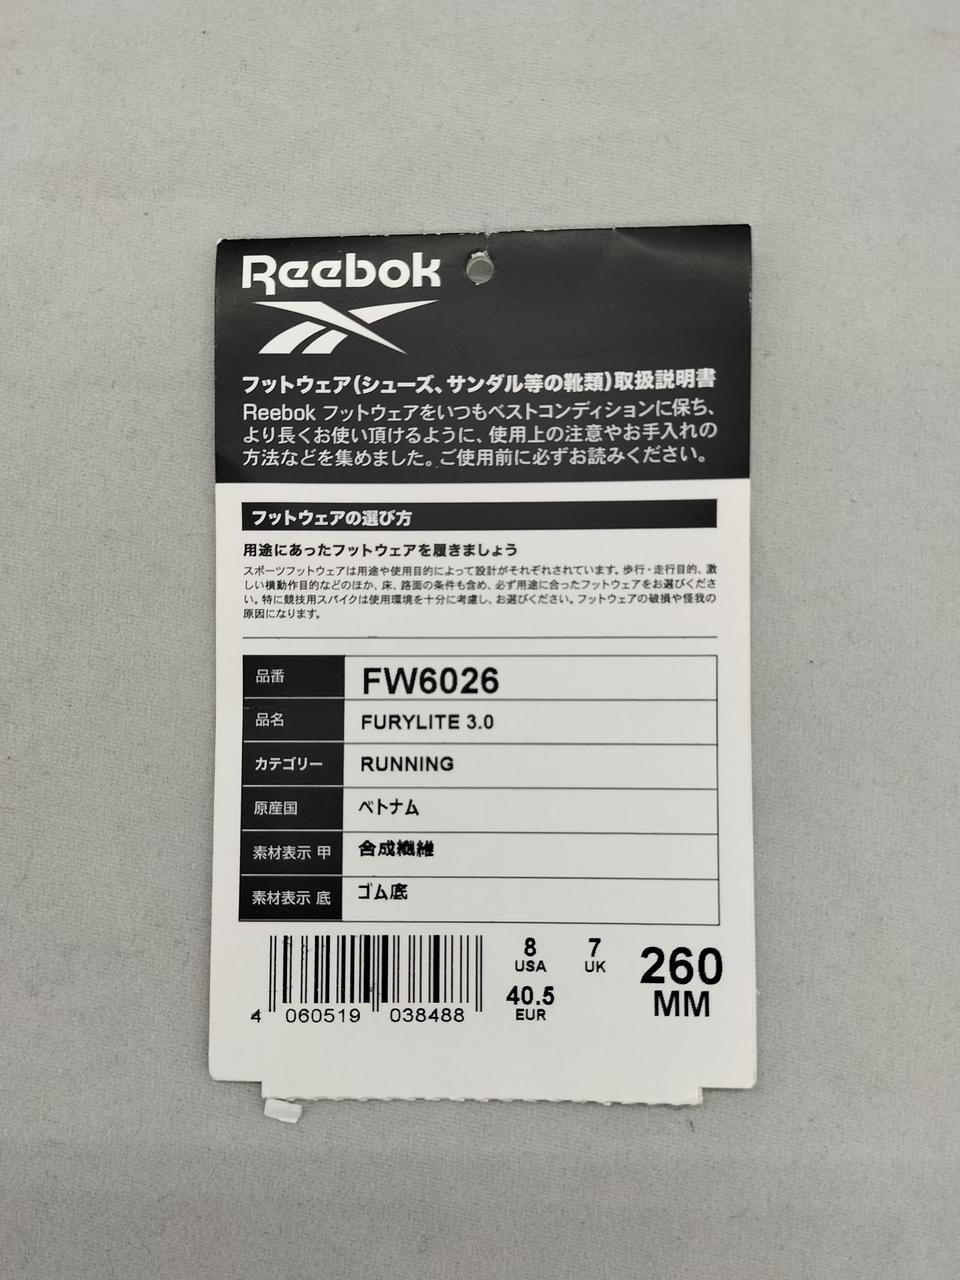 Reebok
フットウェア(シューズ、サンダル等の靴類)取扱説明書
Reebok フットウェアをいつもベストコンディションに保ち、
より長くお使い頂けるように、使用上の注意やお手入れの
方法などを集めました。ご使用前に必ずお読みください。
フットウェアの選び方
用途にあったフットウェアを履きましょう
スポーツフットウェアは用途や使用目的によって設計がそれぞれされています。歩行・走行目的、激
しい横動作目的などのほか、床、路面の条件も含め、必ず用途に合ったフットウェアをお選びくださ
い。特に競技用スパイクは使用環境を十分に考慮し、お選びください。フットウェアの破損や怪我の
原因になります。
品番 FW6026
品名 FURYLITE 3.0
カテゴリー RUNNING
原産国 ベトナム
素材表示 甲 合成繊維
素材表示 底 ゴム底
8 7 260
USA UK MM
40.5
EUR
4 060519 038488